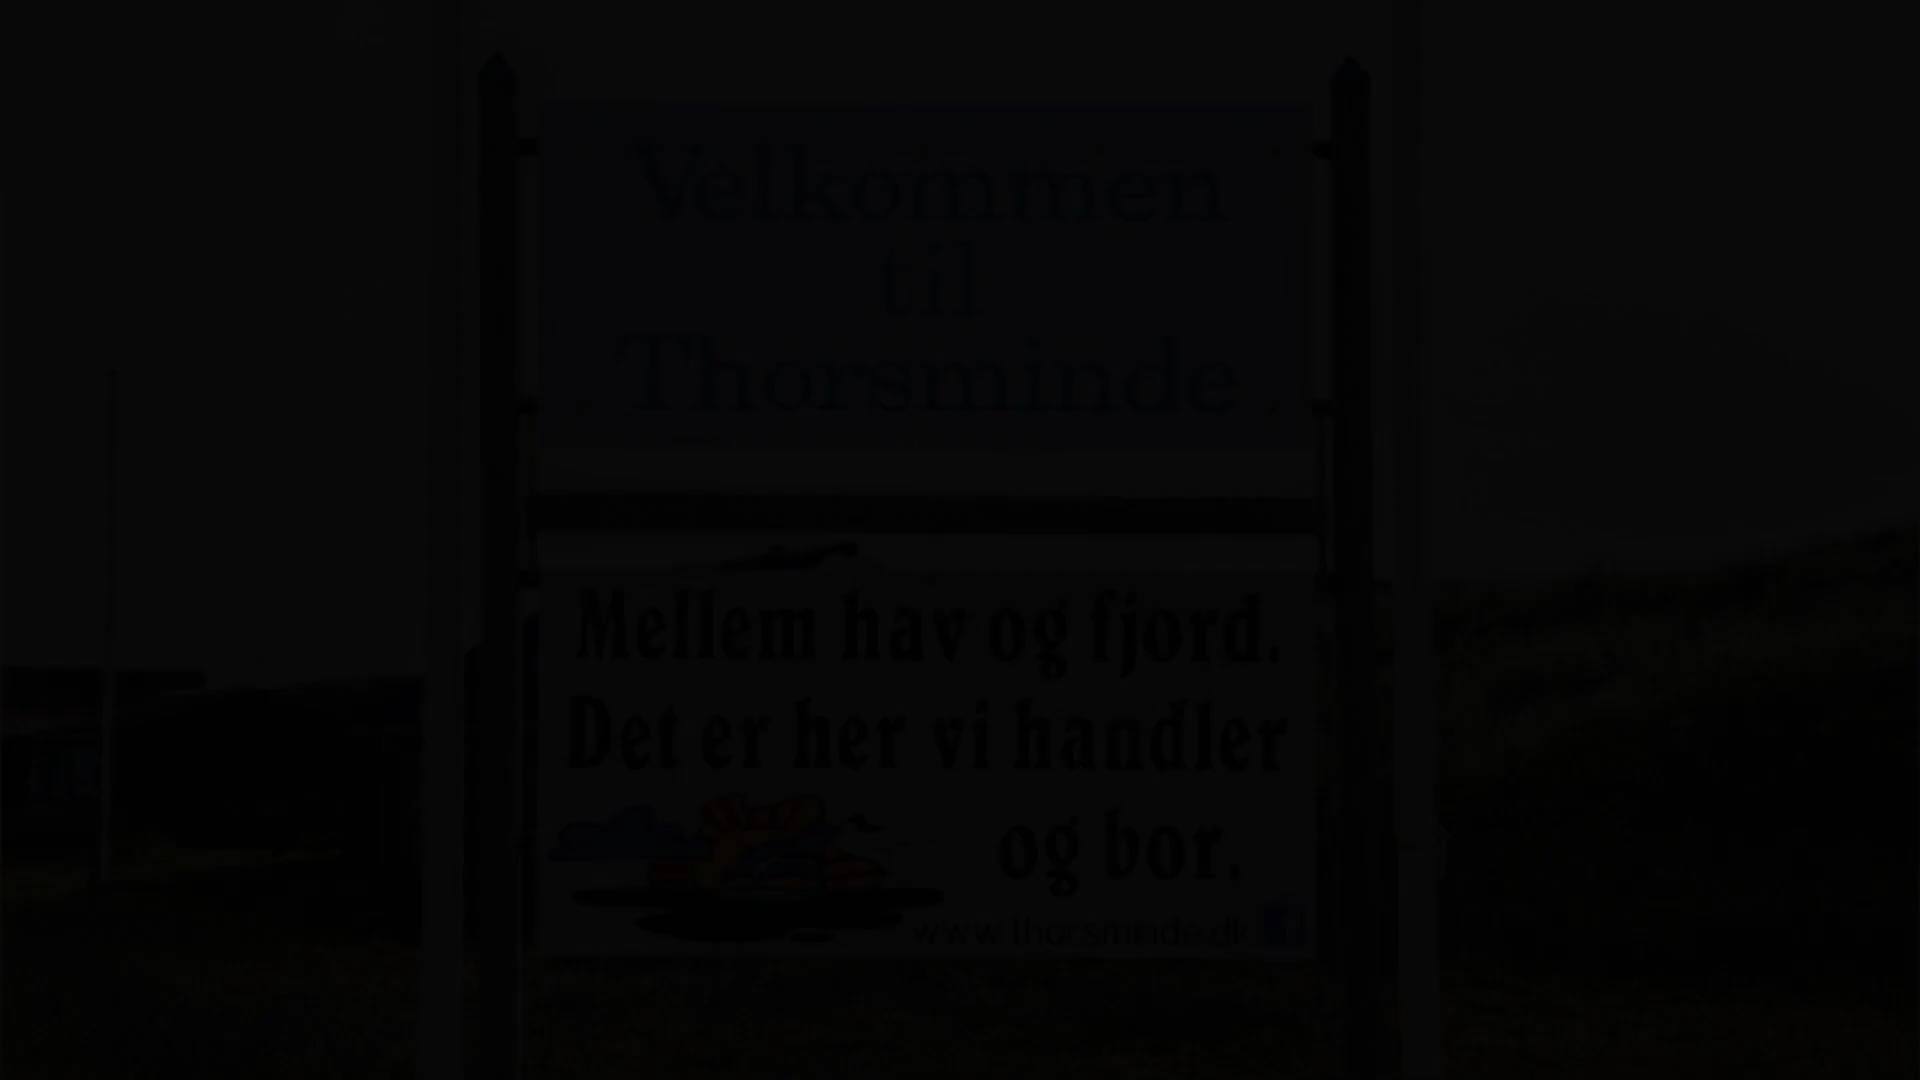 Velkommen
til
Thorsminde
Mellem hav og fjord.
Det er her vi handler
og bor.
www.thorsminde.dk